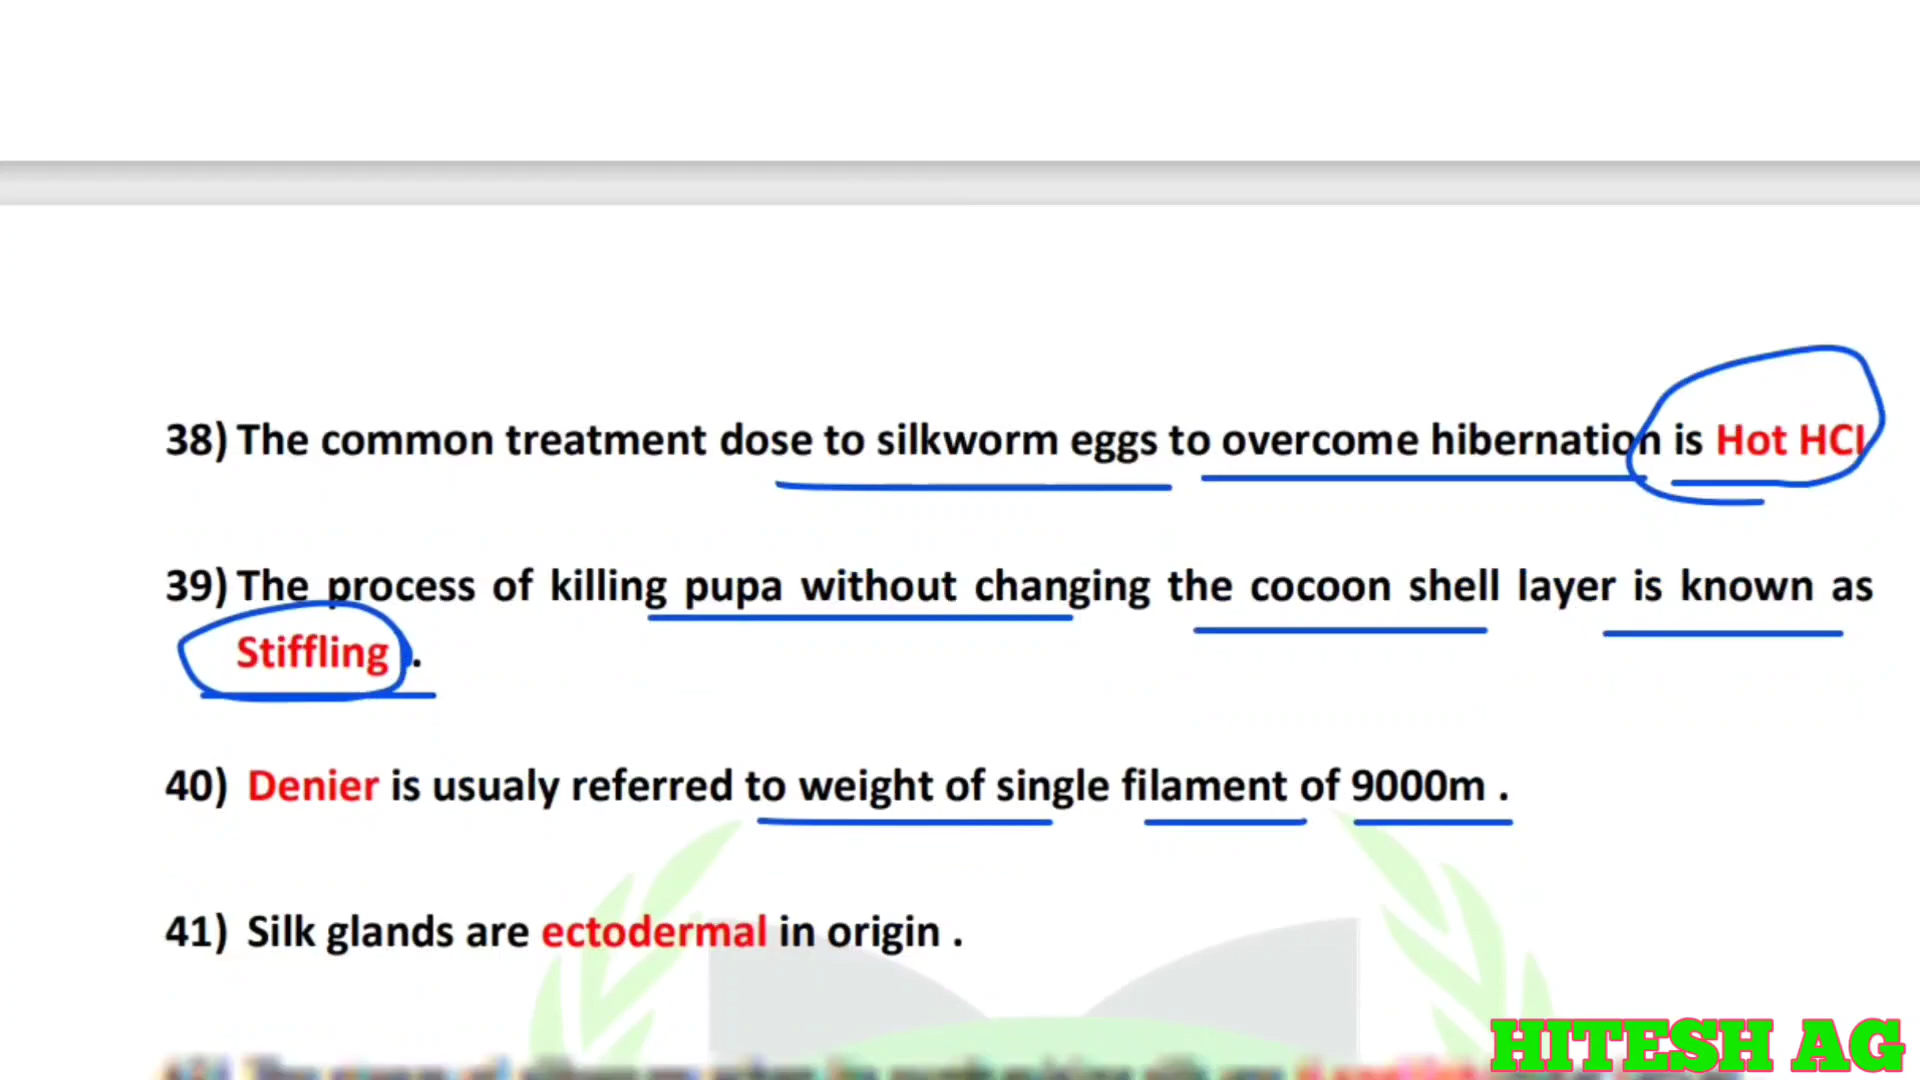 38) The common treatment dose to silkworm eggs to overcome hibernation is Hot HCl
39) The process of killing pupa without changing the cocoon shell layer is known as
Stiffling .
40) Denier is usualy referred to weight of single filament of 9000m .
41) Silk glands are ectodermal in origin .
HITESH AG